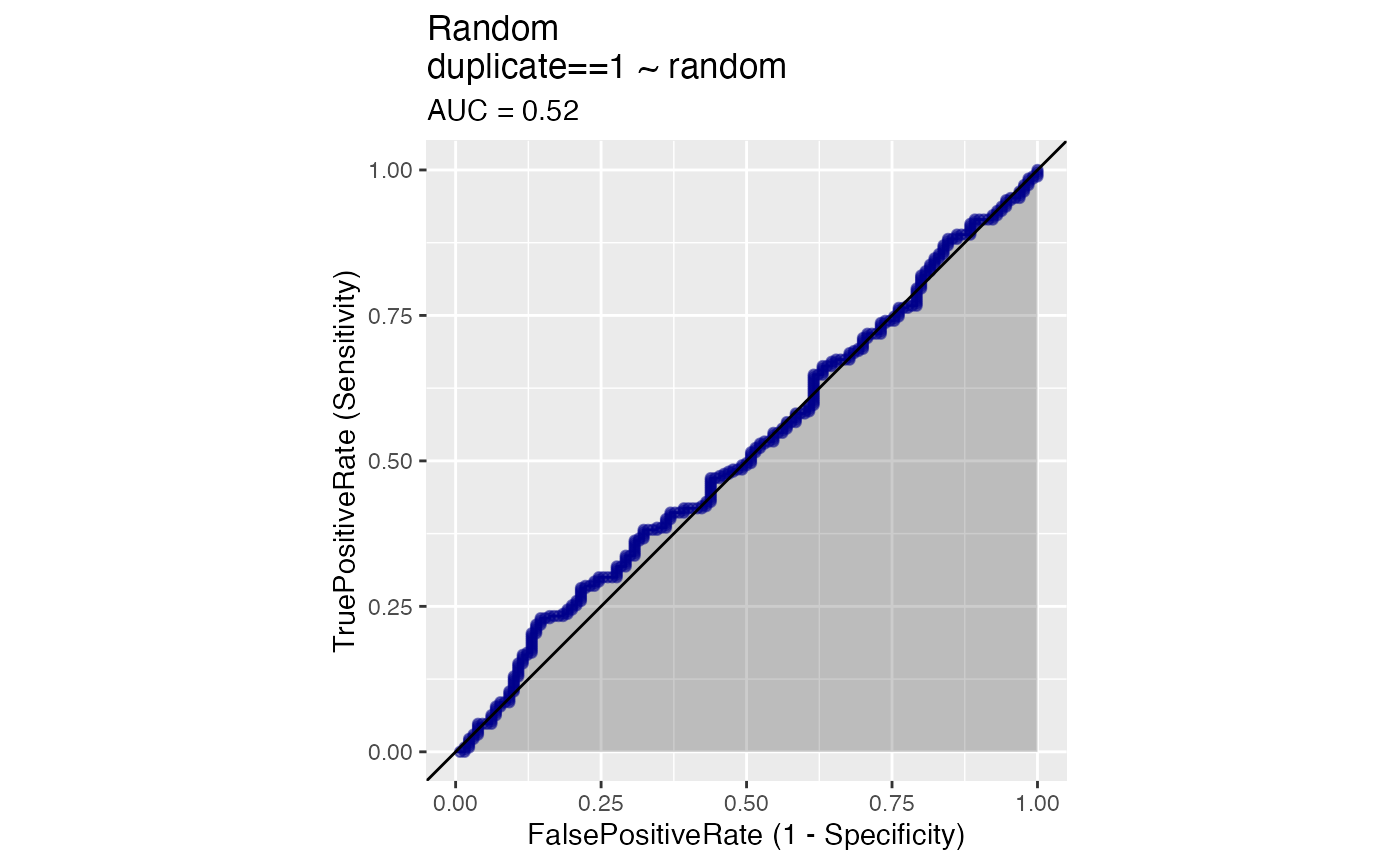 Random
duplicate==1 ~ random
AUC = 0.52
1.00
0.75
0.50
0.25
0.00
TruePositiveRate (Sensitivity)
0.00 0.25 0.50 0.75 1.00
FalsePositiveRate (1 - Specificity)